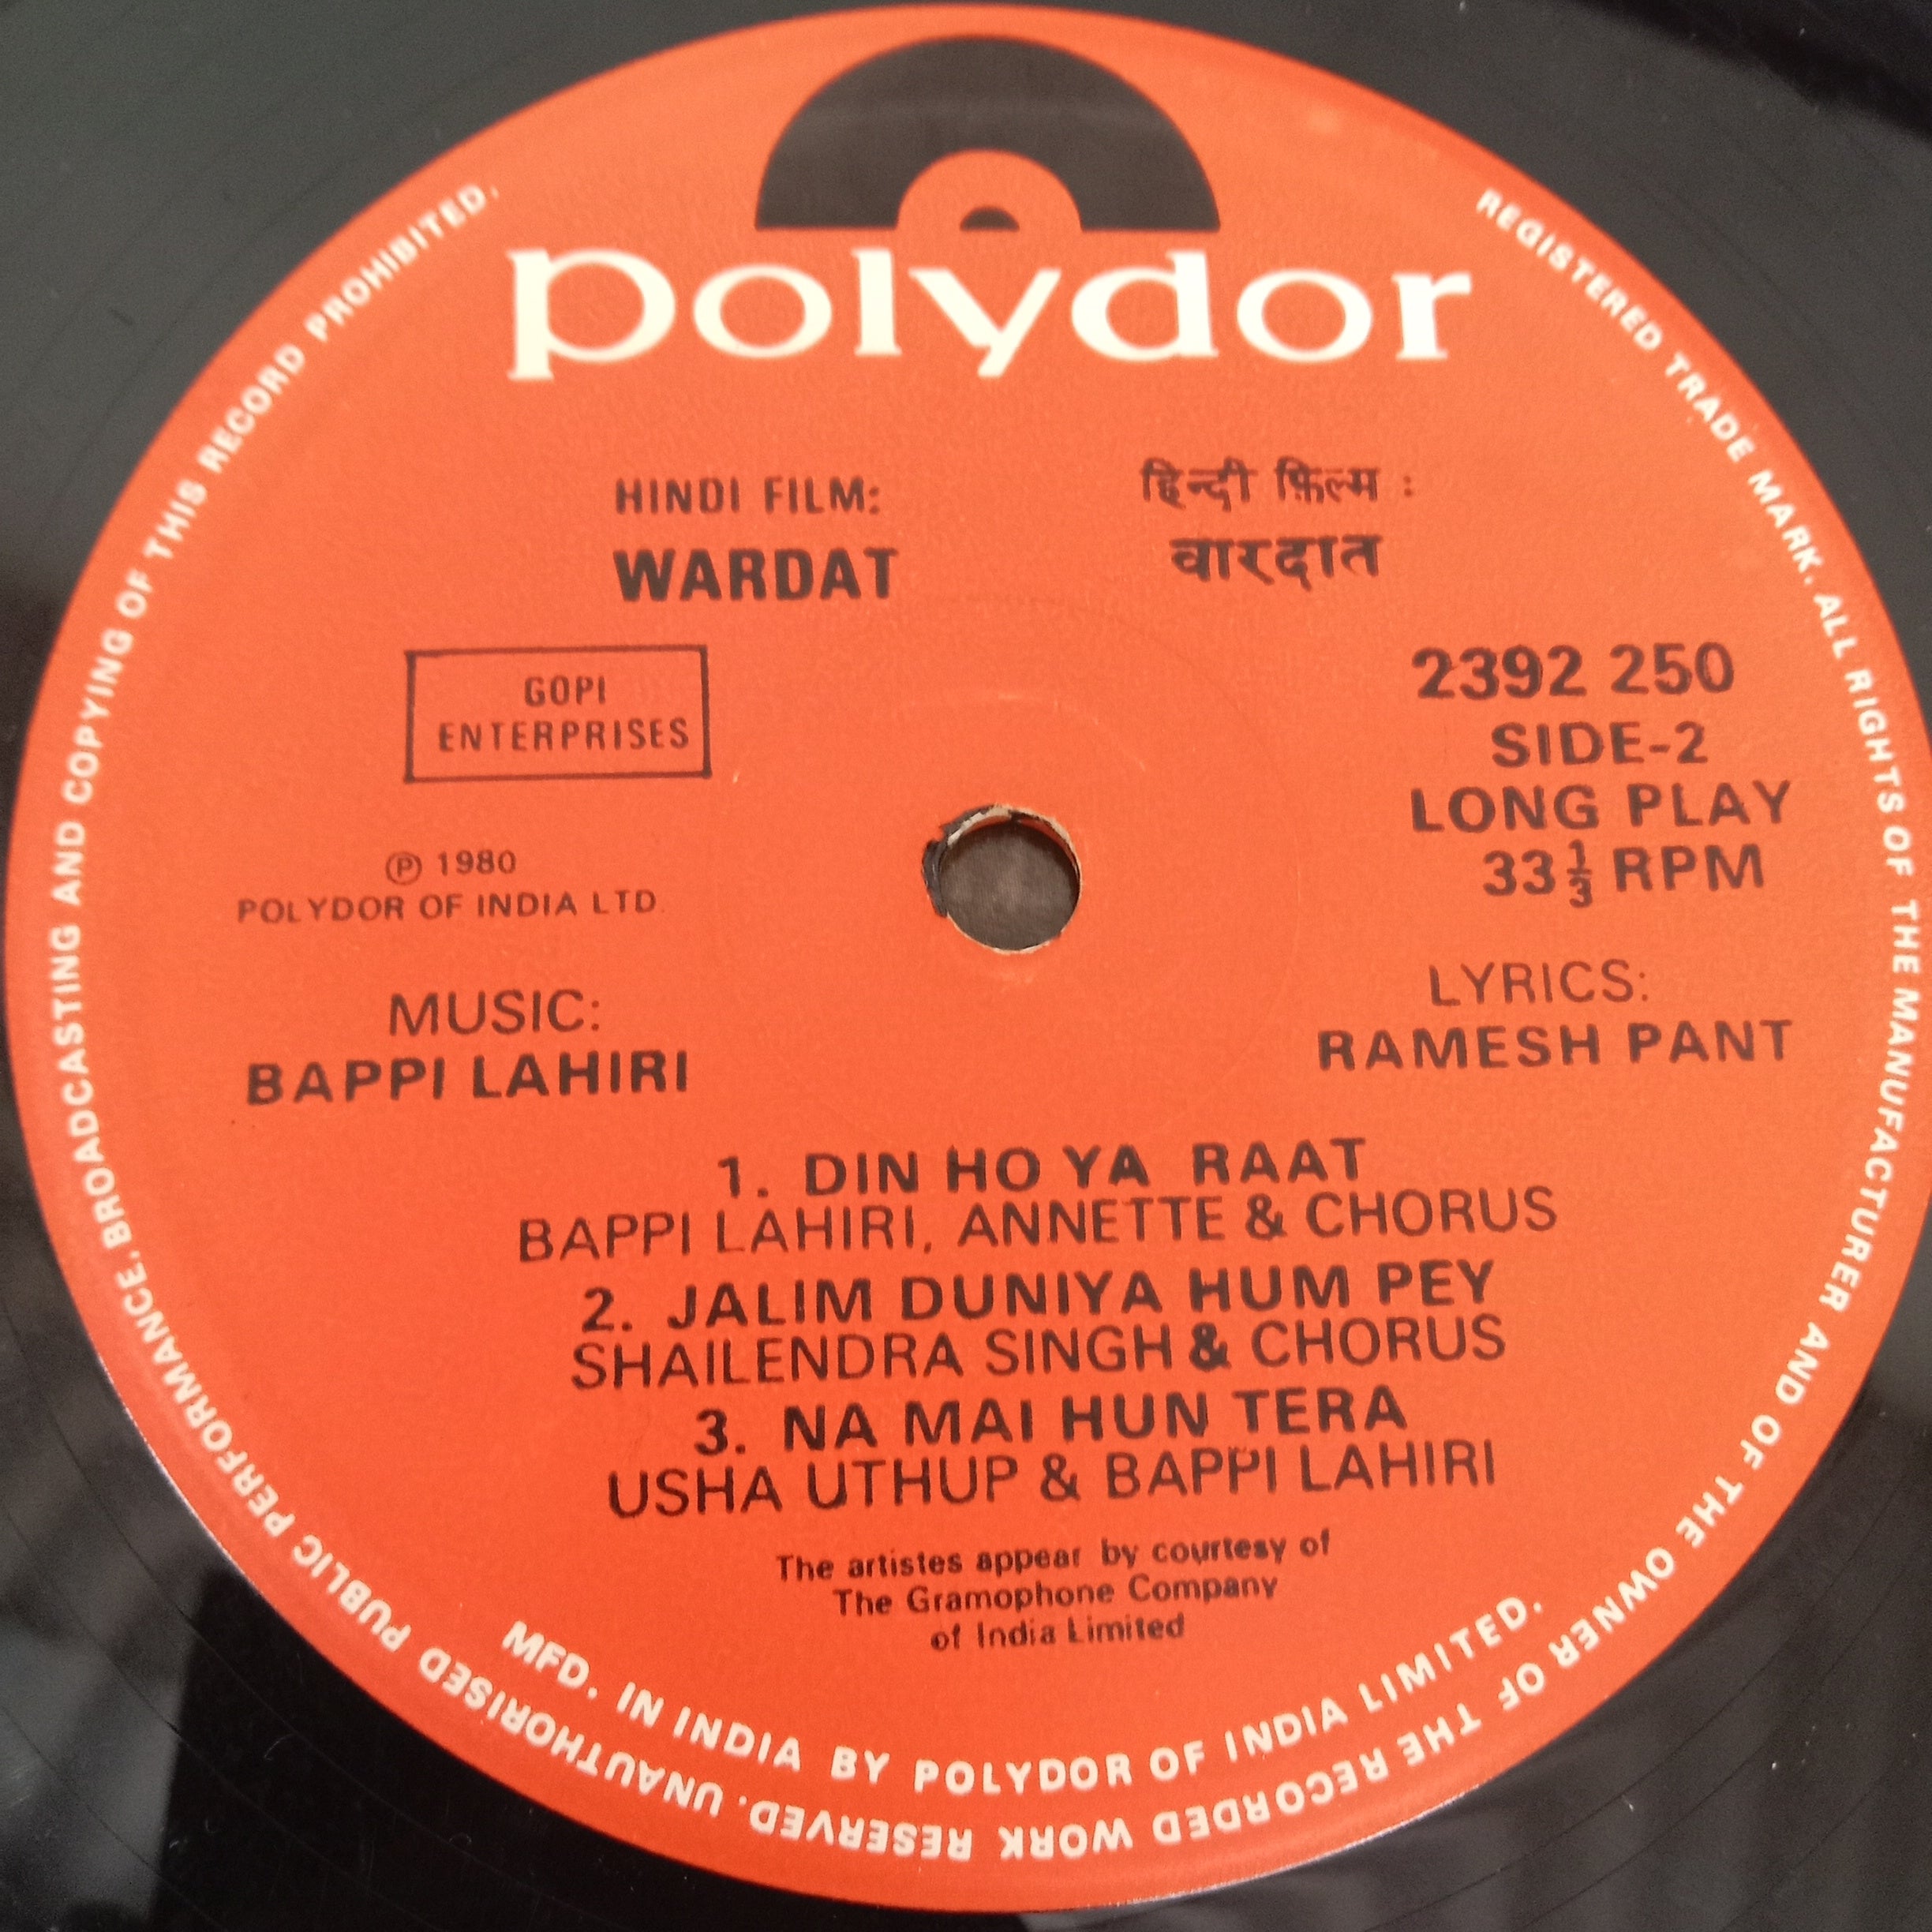 polydor
HINDI FILM:
WARDAT
हिन्दी फ़िल्म :
वारदात
GOPI
ENTERPRISES
2392 250
SIDE-2
LONG PLAY
33 1/3 RPM
Ⓟ 1980
POLYDOR OF INDIA LTD.
MUSIC:
BAPPI LAHIRI
LYRICS:
RAMESH PANT
1. DIN HO YA RAAT
BAPPI LAHIRI, ANNETTE & CHORUS
2. JALIM DUNIYA HUM PEY
SHAILENDRA SINGH & CHORUS
3. NA MAI HUN TERA
USHA UTHUP & BAPPI LAHIRI
The artistes appear by courtesy of
The Gramophone Company
of India Limited
MFD. IN INDIA BY POLYDOR OF INDIA LIMITED.
REGISTERED TRADE MARK. ALL RIGHTS OF THE MANUFACTURER AND OF THE OWNER OF THE RECORDED WORK RESERVED. UNAUTHORISED PUBLIC PERFORMANCE, BROADCASTING AND COPYING OF THIS RECORD PROHIBITED.